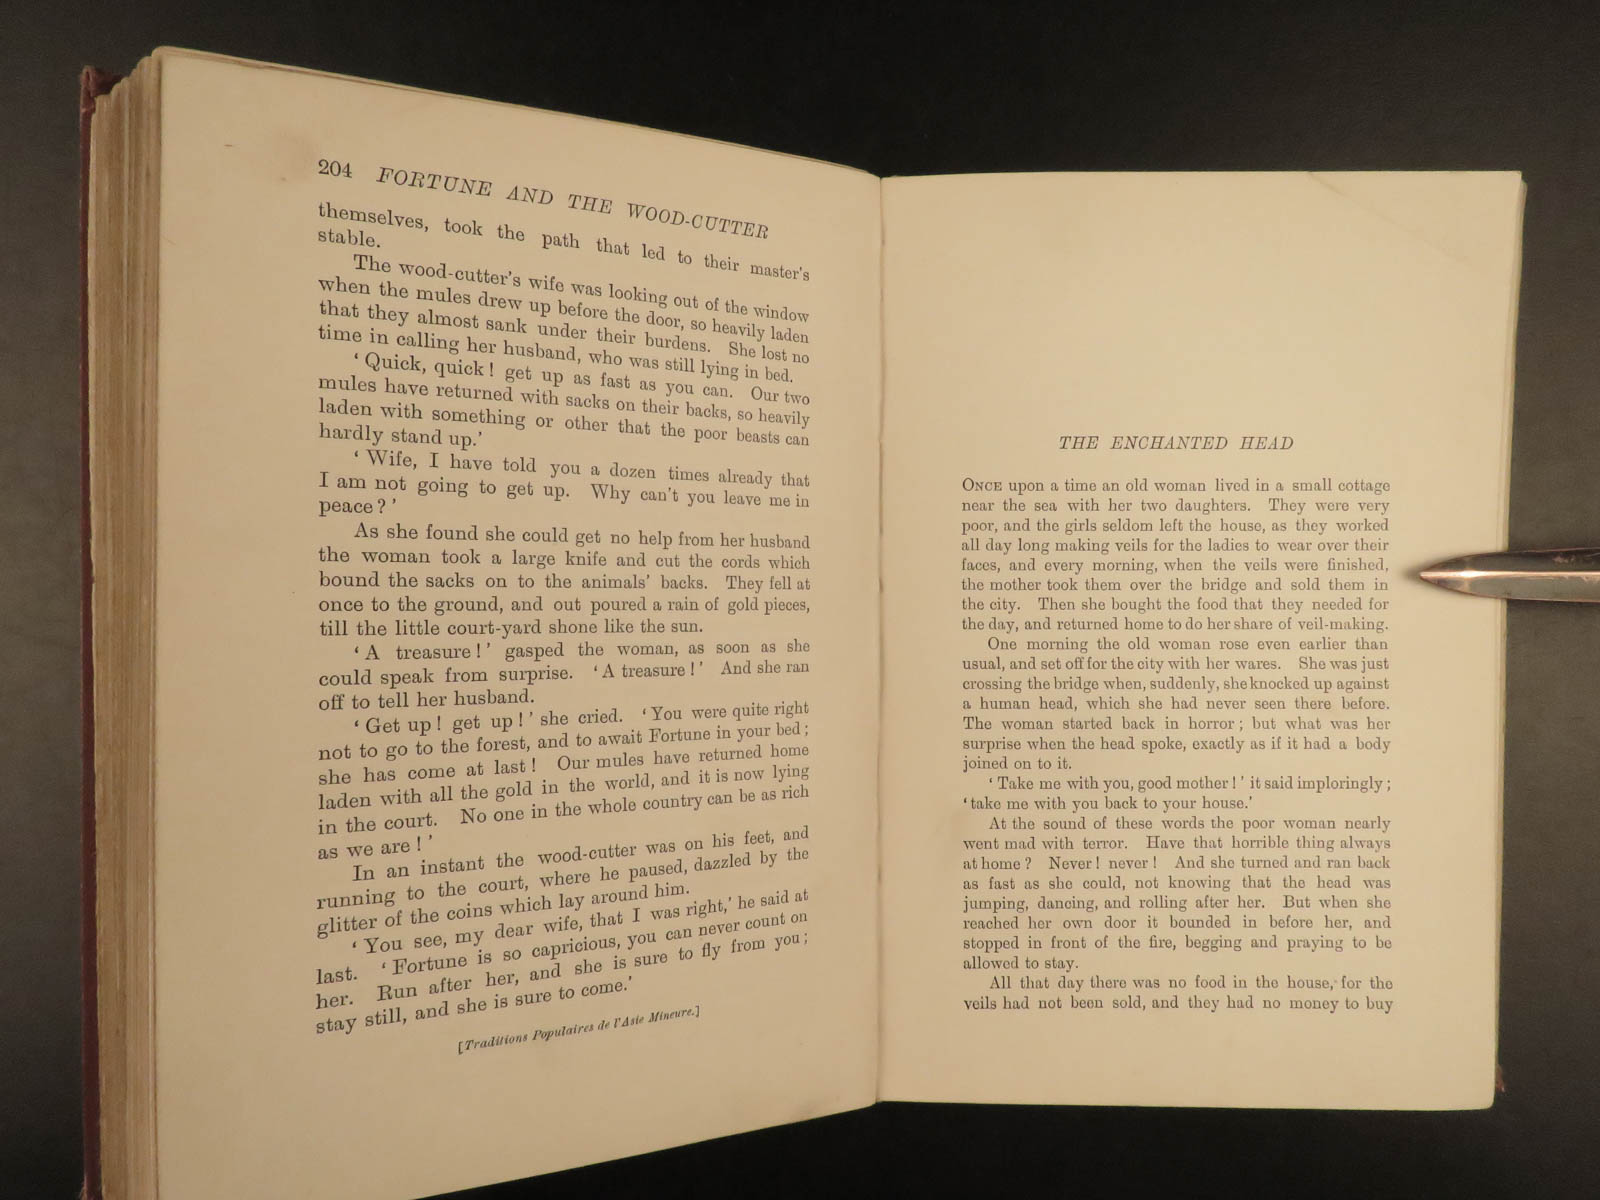 204 FORTUNE AND THE WOOD-CUTTER
themselves, took the path that led to their master's
stable.
The wood-cutter's wife was looking out of the window
when the mules drew up before the door, so heavily laden
that they almost sank under their burdens. She lost no
time in calling her husband, who was still lying in bed.
‘Quick, quick! get up as fast as you can. Our two
mules have returned with sacks on their backs, so heavily
laden with something or other that the poor beasts can
hardly stand up.’
‘Wife, I have told you a dozen times already that
I am not going to get up. Why can't you leave me in
peace?’
As she found she could get no help from her husband
the woman took a large knife and cut the cords which
bound the sacks on to the animals’ backs. They fell at
once to the ground, and out poured a rain of gold pieces,
till the little court-yard shone like the sun.
‘A treasure!’ gasped the woman, as soon as she
could speak from surprise. ‘A treasure!’ And she ran
off to tell her husband.
‘Get up! get up!’ she cried. ‘You were quite right
not to go to the forest, and to await Fortune in your bed;
she has come at last! Our mules have returned home
laden with all the gold in the world, and it is now lying
in the court. No one in the whole country can be as rich
as we are!’
In an instant the wood-cutter was on his feet, and
running to the court, where he paused, dazzled by the
glitter of the coins which lay around him.
‘You see, my dear wife, that I was right,’ he said at
last. ‘Fortune is so capricious, you can never count on
her. Run after her, and she is sure to fly from you;
stay still, and she is sure to come.’
[Traditions Populaires de l'Asie Mineure.]
THE ENCHANTED HEAD
ONCE upon a time an old woman lived in a small cottage
near the sea with her two daughters. They were very
poor, and the girls seldom left the house, as they worked
all day long making veils for the ladies to wear over their
faces, and every morning, when the veils were finished,
the mother took them over the bridge and sold them in
the city. Then she bought the food that they needed for
the day, and returned home to do her share of veil-making.
One morning the old woman rose even earlier than
usual, and set off for the city with her wares. She was just
crossing the bridge when, suddenly, she knocked up against
a human head, which she had never seen there before.
The woman started back in horror; but what was her
surprise when the head spoke, exactly as if it had a body
joined on to it.
‘Take me with you, good mother!’ it said imploringly;
‘take me with you back to your house.’
At the sound of these words the poor woman nearly
went mad with terror. Have that horrible thing always
at home? Never! never! And she turned and ran back
as fast as she could, not knowing that the head was
jumping, dancing, and rolling after her. But when she
reached her own door it bounded in before her, and
stopped in front of the fire, begging and praying to be
allowed to stay.
All that day there was no food in the house, for the
veils had not been sold, and they had no money to buy